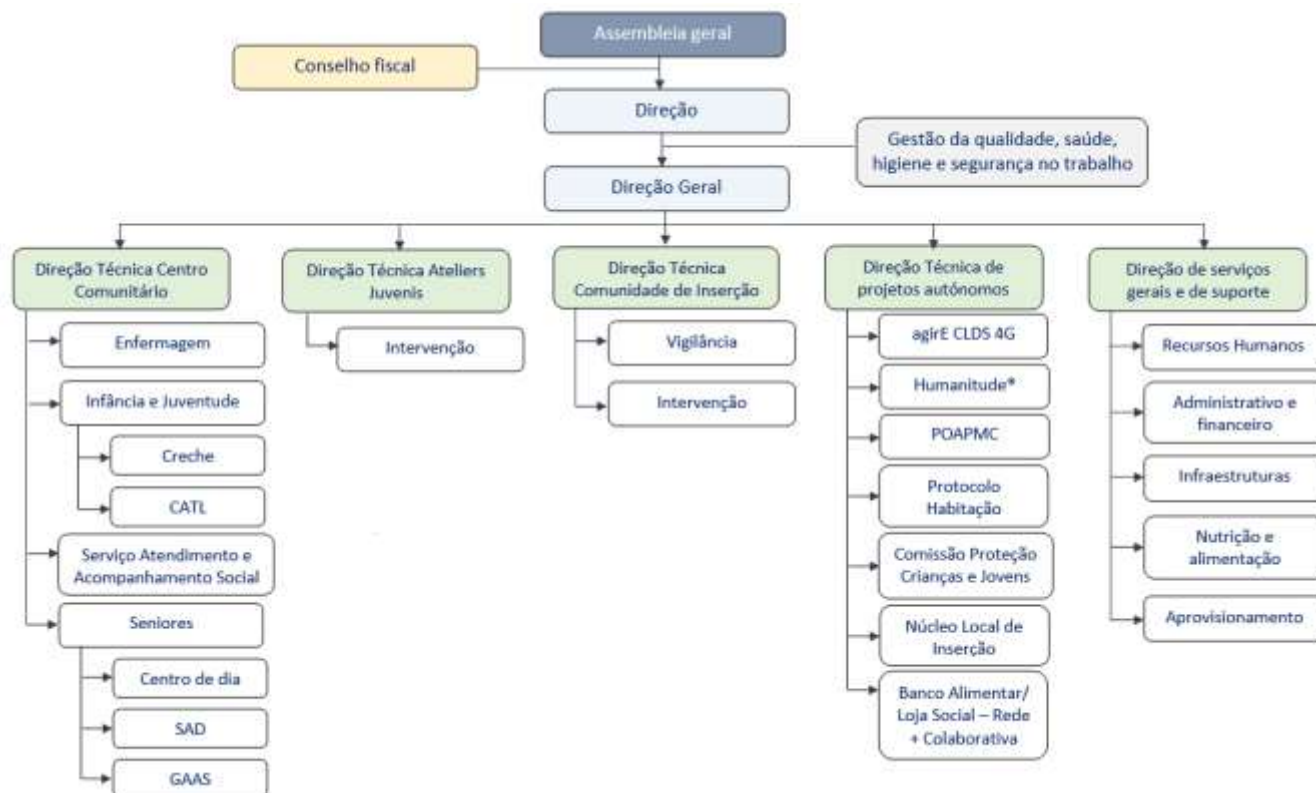 Assembleia geral
Conselho fiscal
Direção
Gestão da qualidade, saúde,
higiene e segurança no trabalho
Direção Geral
Direção Técnica Centro
Comunitário
Enfermagem
Infância e Juventude
Creche
CATL
Serviço Atendimento e
Acompanhamento Social
Seniores
Centro de dia
SAD
GAAS
Direção Técnica Ateliers
Juvenis
Intervenção
Direção Técnica
Comunidade de Inserção
Vigilância
Intervenção
Direção Técnica de
projetos autónomos
agirE CLDS 4G
Humanitude®
POAPMC
Protocolo
Habitação
Comissão Proteção
Crianças e Jovens
Núcleo Local de
Inserção
Banco Alimentar/
Loja Social – Rede
+ Colaborativa
Direção de serviços
gerais e de suporte
Recursos Humanos
Administrativo e
financeiro
Infraestruturas
Nutrição e
alimentação
Aprovisionamento